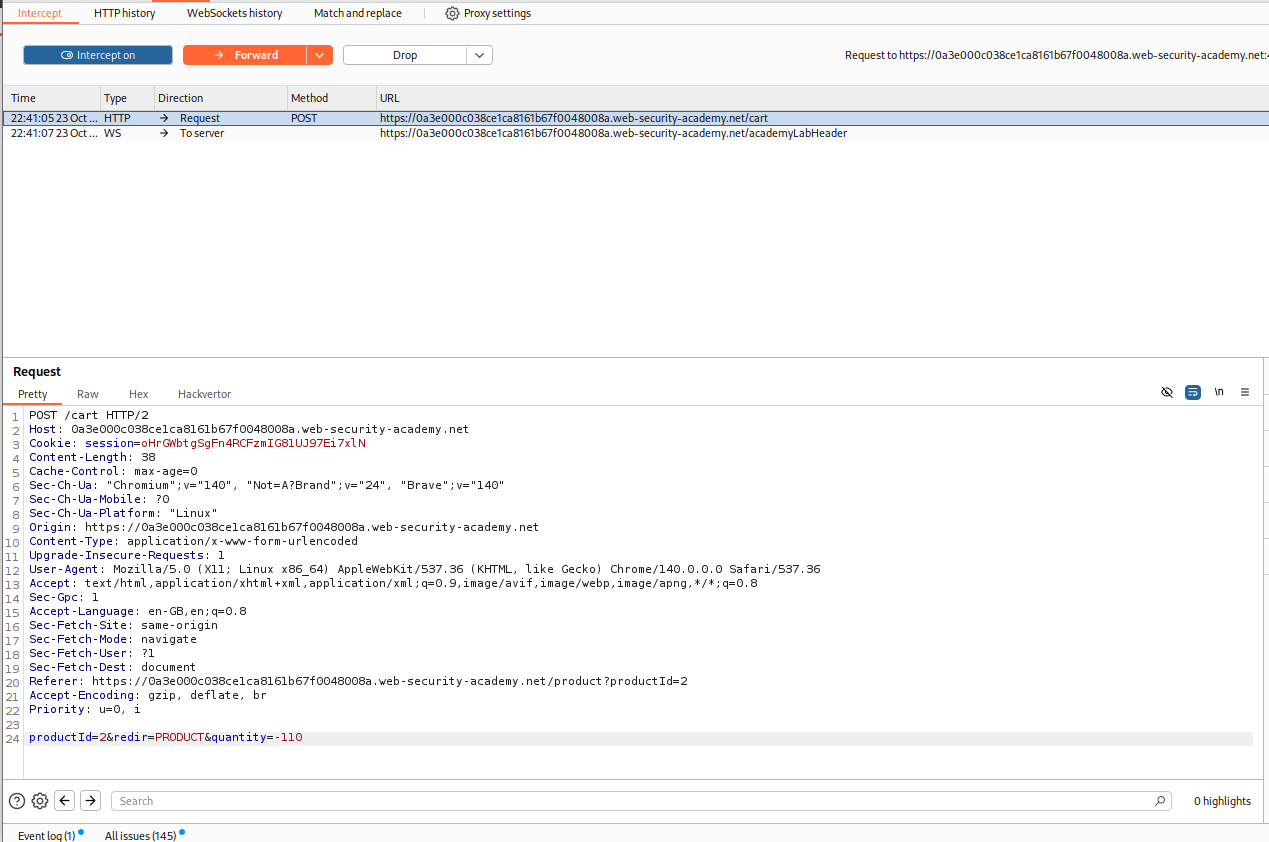 Intercept HTTP history WebSockets history Match and replace Proxy settings
Intercept on Forward Drop Request to https://0a3e000c038ce1ca8161b67f0048008a.web-security-academy.net:4
Time Type Direction Method URL
22:41:05 23 Oct ... HTTP → Request POST https://0a3e000c038ce1ca8161b67f0048008a.web-security-academy.net/cart
22:41:07 23 Oct ... WS → To server https://0a3e000c038ce1ca8161b67f0048008a.web-security-academy.net/academyLabHeader
Request
Pretty Raw Hex Hackvertor \n
1 POST /cart HTTP/2
2 Host: 0a3e000c038ce1ca8161b67f0048008a.web-security-academy.net
3 Cookie: session=oHrGWbtgSgFn4RCFzmIG81UJ97Ei7xlN
4 Content-Length: 38
5 Cache-Control: max-age=0
6 Sec-Ch-Ua: "Chromium";v="140", "Not=A?Brand";v="24", "Brave";v="140"
7 Sec-Ch-Ua-Mobile: ?0
8 Sec-Ch-Ua-Platform: "Linux"
9 Origin: https://0a3e000c038ce1ca8161b67f0048008a.web-security-academy.net
10 Content-Type: application/x-www-form-urlencoded
11 Upgrade-Insecure-Requests: 1
12 User-Agent: Mozilla/5.0 (X11; Linux x86_64) AppleWebKit/537.36 (KHTML, like Gecko) Chrome/140.0.0.0 Safari/537.36
13 Accept: text/html,application/xhtml+xml,application/xml;q=0.9,image/avif,image/webp,image/apng,*/*;q=0.8
14 Sec-Gpc: 1
15 Accept-Language: en-GB,en;q=0.8
16 Sec-Fetch-Site: same-origin
17 Sec-Fetch-Mode: navigate
18 Sec-Fetch-User: ?1
19 Sec-Fetch-Dest: document
20 Referer: https://0a3e000c038ce1ca8161b67f0048008a.web-security-academy.net/product?productId=2
21 Accept-Encoding: gzip, deflate, br
22 Priority: u=0, i
23
24 productId=2&redir=PRODUCT&quantity=-110
Search 0 highlights
Event log (1) All issues (145)